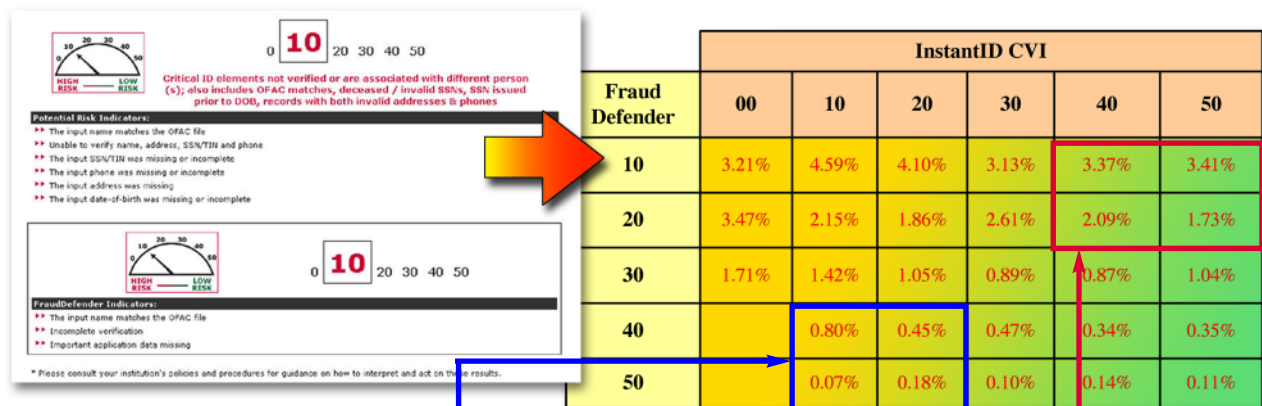 0 10 20 30 40 50
HIGH RISK LOW RISK
0 10 20 30 40 50
Critical ID elements not verified or are associated with different person
(s); also includes OFAC matches, deceased / invalid SSNs, SSN issued
prior to DOB, records with both invalid addresses & phones
Potential Risk Indicators:
The input name matches the OFAC file
Unable to verify name, address, SSN/TIN and phone
The input SSN/TIN was missing or incomplete
The input phone was missing or incomplete
The input address was missing
The input date-of-birth was missing or incomplete
0 10 20 30 40 50
HIGH RISK LOW RISK
0 10 20 30 40 50
FraudDefender Indicators:
The input name matches the OFAC file
Incomplete verification
Important application data missing
* Please consult your institution's policies and procedures for guidance on how to interpret and act on these results.
InstantID CVI
Fraud Defender 00 10 20 30 40 50
10 3.21% 4.59% 4.10% 3.13% 3.37% 3.41%
20 3.47% 2.15% 1.86% 2.61% 2.09% 1.73%
30 1.71% 1.42% 1.05% 0.89% 0.87% 1.04%
40 0.80% 0.45% 0.47% 0.34% 0.35%
50 0.07% 0.18% 0.10% 0.14% 0.11%